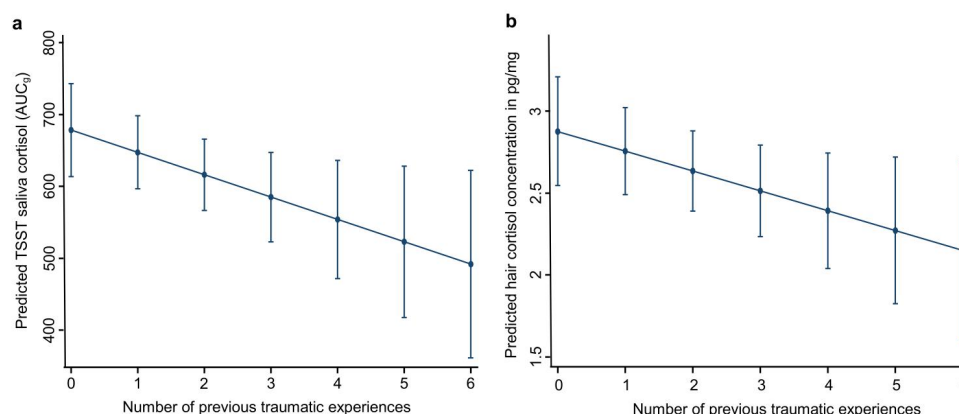 a
Predicted TSST saliva cortisol (AUCg)
800
700
600
500
400
0 1 2 3 4 5 6
Number of previous traumatic experiences
b
Predicted hair cortisol concentration in pg/mg
3
2.5
2
1.5
0 1 2 3 4 5
Number of previous traumatic experiences